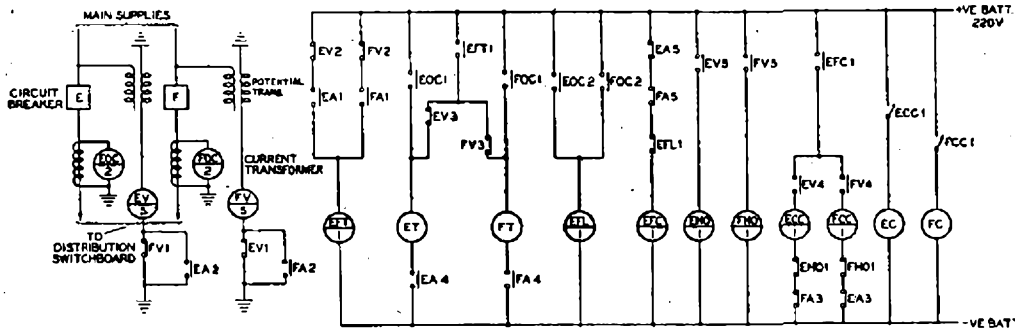 MAIN SUPPLIES
+VE BATT.
220V
CIRCUIT
BREAKER
E
F
POTENTIAL
TRANS.
EOC
2
FOC
2
CURRENT
TRANSFORMER
EV
5
FV
5
TO
DISTRIBUTION
SWITCHBOARD
FV1
EA2
EV1
FA2
EV2
FV2
EA1
FA1
EFT
1
EFT1
EOC1
EV3
FV3
FOC1
ET
EA4
FT
FA4
EOC2
FOC2
EFL
1
EA5
FA5
EFL1
EFC
1
EV5
EHO
1
FV5
FHO
1
EFC1
EV4
FV4
ECC
1
FCC
1
EHO1
FHO1
FA3
EA3
ECC1
FCC1
EC
FC
-VE BATT